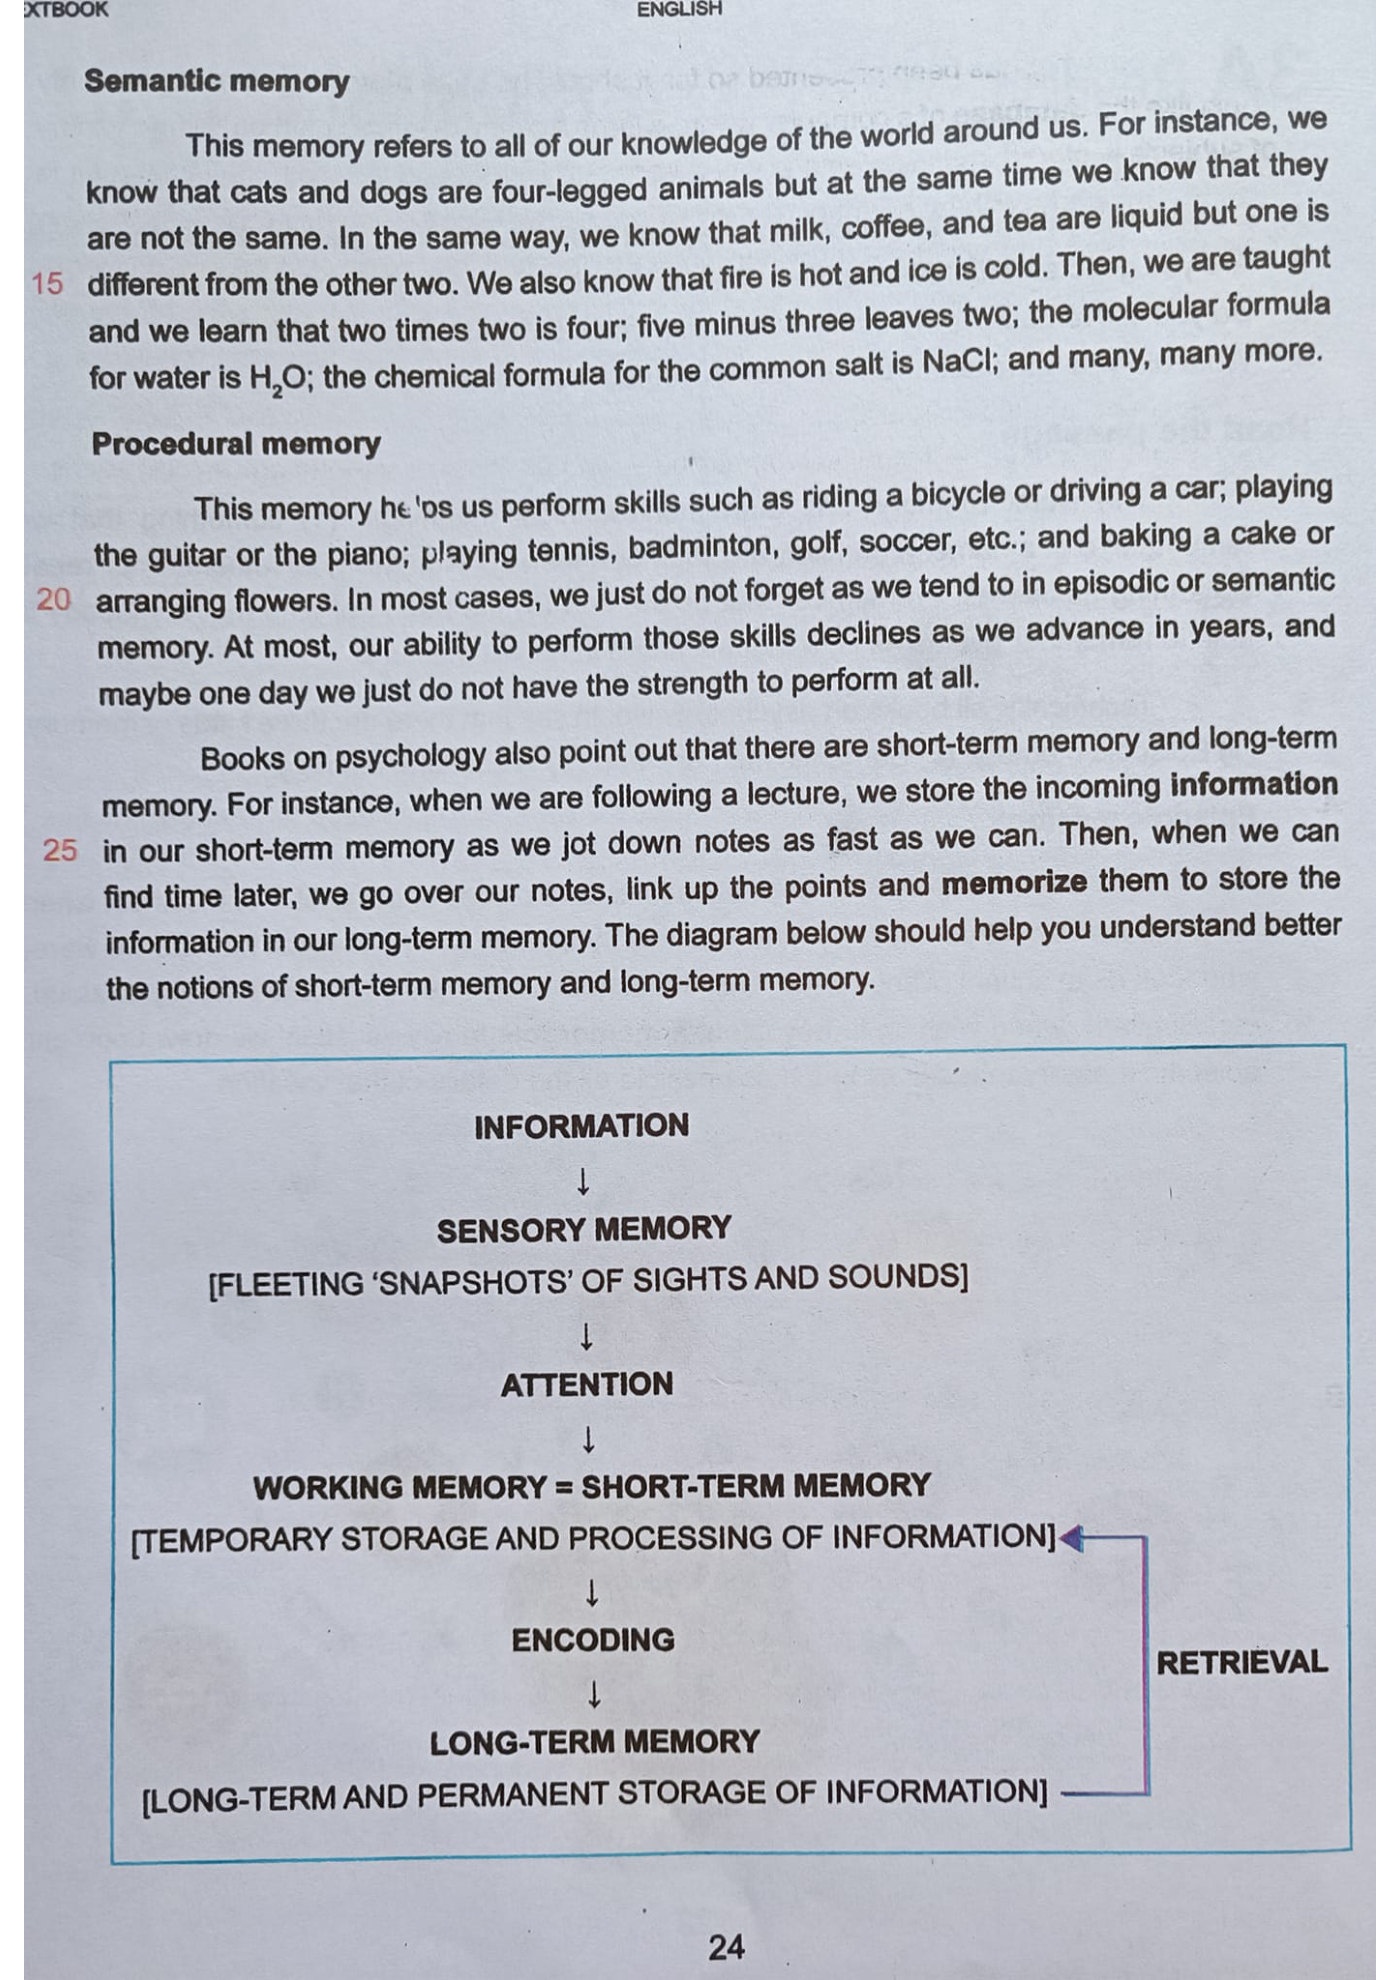 XTBOOK
ENGLISH
Semantic memory
This memory refers to all of our knowledge of the world around us. For instance, we
know that cats and dogs are four-legged animals but at the same time we know that they
are not the same. In the same way, we know that milk, coffee, and tea are liquid but one is
15 different from the other two. We also know that fire is hot and ice is cold. Then, we are taught
and we learn that two times two is four; five minus three leaves two; the molecular formula
for water is H₂O; the chemical formula for the common salt is NaCl; and many, many more.
Procedural memory
This memory helps us perform skills such as riding a bicycle or driving a car; playing
the guitar or the piano; playing tennis, badminton, golf, soccer, etc.; and baking a cake or
20 arranging flowers. In most cases, we just do not forget as we tend to in episodic or semantic
memory. At most, our ability to perform those skills declines as we advance in years, and
maybe one day we just do not have the strength to perform at all.
Books on psychology also point out that there are short-term memory and long-term
memory. For instance, when we are following a lecture, we store the incoming information
25 in our short-term memory as we jot down notes as fast as we can. Then, when we can
find time later, we go over our notes, link up the points and memorize them to store the
information in our long-term memory. The diagram below should help you understand better
the notions of short-term memory and long-term memory.
INFORMATION
↓
SENSORY MEMORY
[FLEETING ‘SNAPSHOTS’ OF SIGHTS AND SOUNDS]
↓
ATTENTION
↓
WORKING MEMORY = SHORT-TERM MEMORY
[TEMPORARY STORAGE AND PROCESSING OF INFORMATION]
↓
ENCODING
RETRIEVAL
↓
LONG-TERM MEMORY
[LONG-TERM AND PERMANENT STORAGE OF INFORMATION]
24